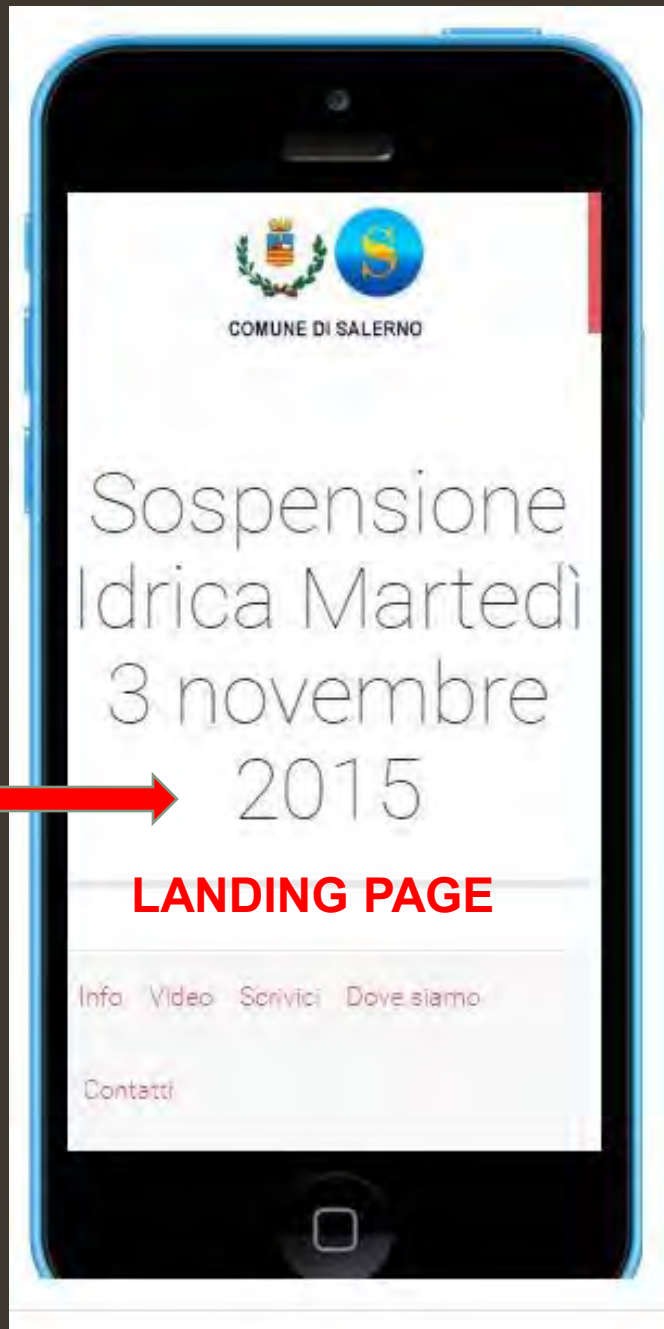 S
COMUNE DI SALERNO
Sospensione
Idrica Martedì
3 novembre
2015
LANDING PAGE
Info Video Scrivici Dove siamo
Contatti